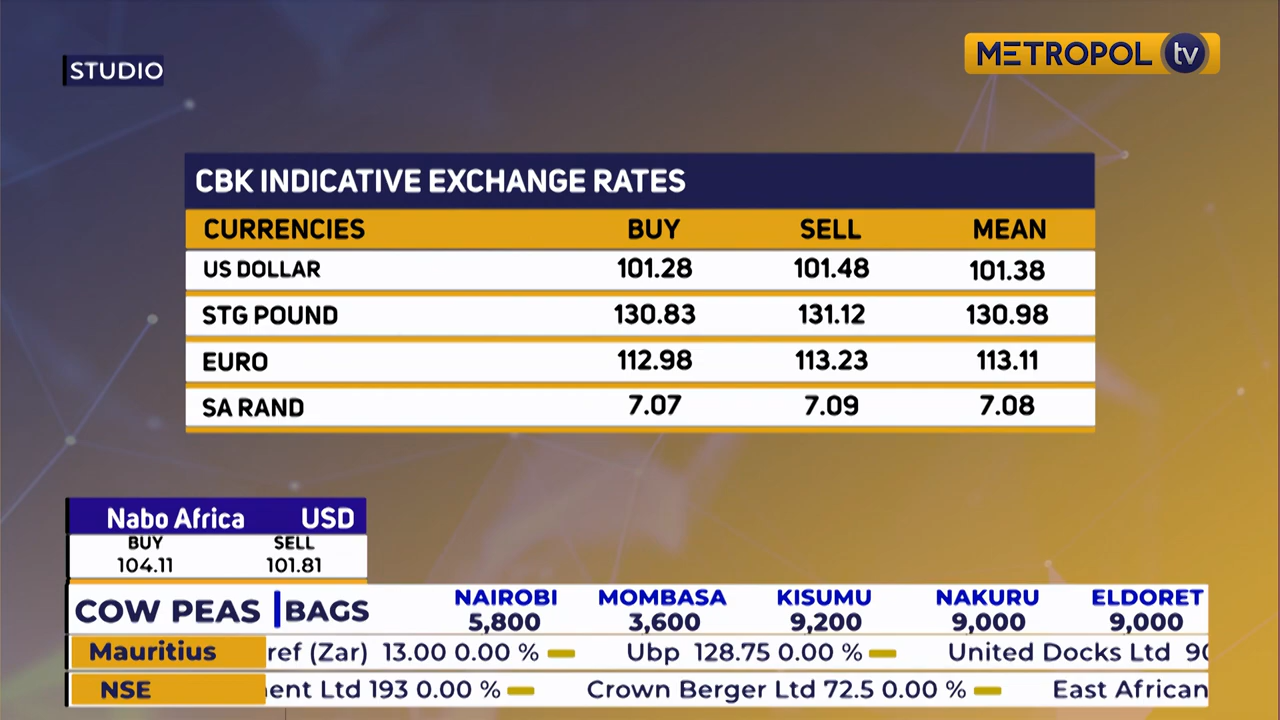 STUDIO
METROPOL tv
CBK INDICATIVE EXCHANGE RATES
CURRENCIES BUY SELL MEAN
US DOLLAR 101.28 101.48 101.38
STG POUND 130.83 131.12 130.98
EURO 112.98 113.23 113.11
SA RAND 7.07 7.09 7.08
Nabo Africa USD
BUY SELL
104.11 101.81
NAIROBI MOMBASA KISUMU NAKURU ELDORET
COW PEAS | BAGS 5,800 3,600 9,200 9,000 9,000
Mauritius ref (Zar) 13.00 0.00 % Ubp 128.75 0.00 % United Docks Ltd 90
NSE ent Ltd 193 0.00 % Crown Berger Ltd 72.5 0.00 % East African